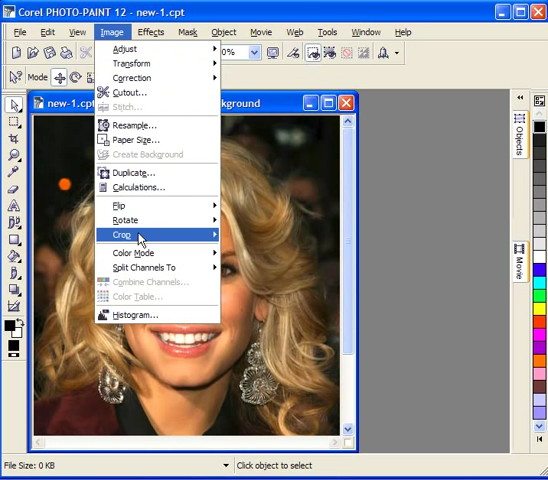 Corel PHOTO-PAINT 12 - new-1.cpt
File Edit View Image Effects Mask Object Movie Web Tools Window Help
0%
Mode
new-1.cpt
ground
Adjust
Transform
Correction
Cutout...
Stitch...
Resample...
Paper Size...
Create Background
Duplicate...
Calculations...
Flip
Rotate
Crop
Color Mode
Split Channels To
Combine Channels...
Color Table...
Histogram...
Objects
Movie
File Size: 0 KB
Click object to select